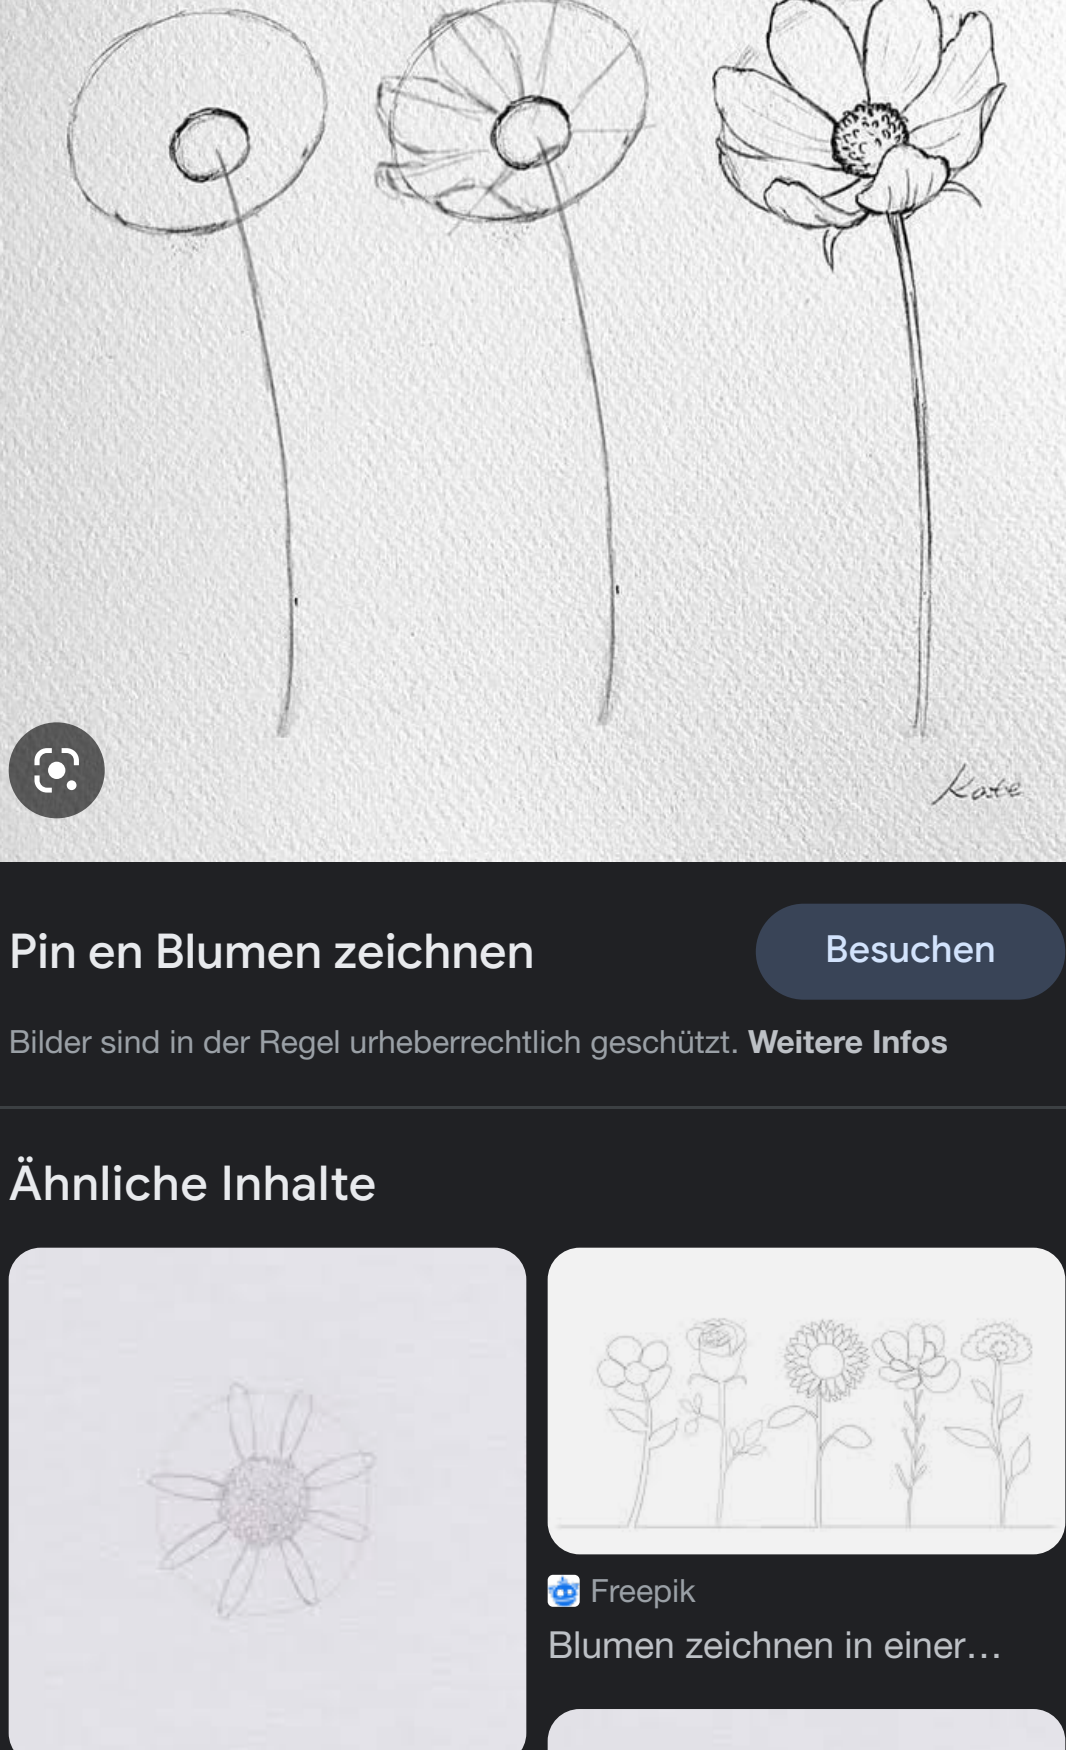 Kate
Pin en Blumen zeichnen
Besuchen
Bilder sind in der Regel urheberrechtlich geschützt. Weitere Infos
Ähnliche Inhalte
Freepik
Blumen zeichnen in einer...